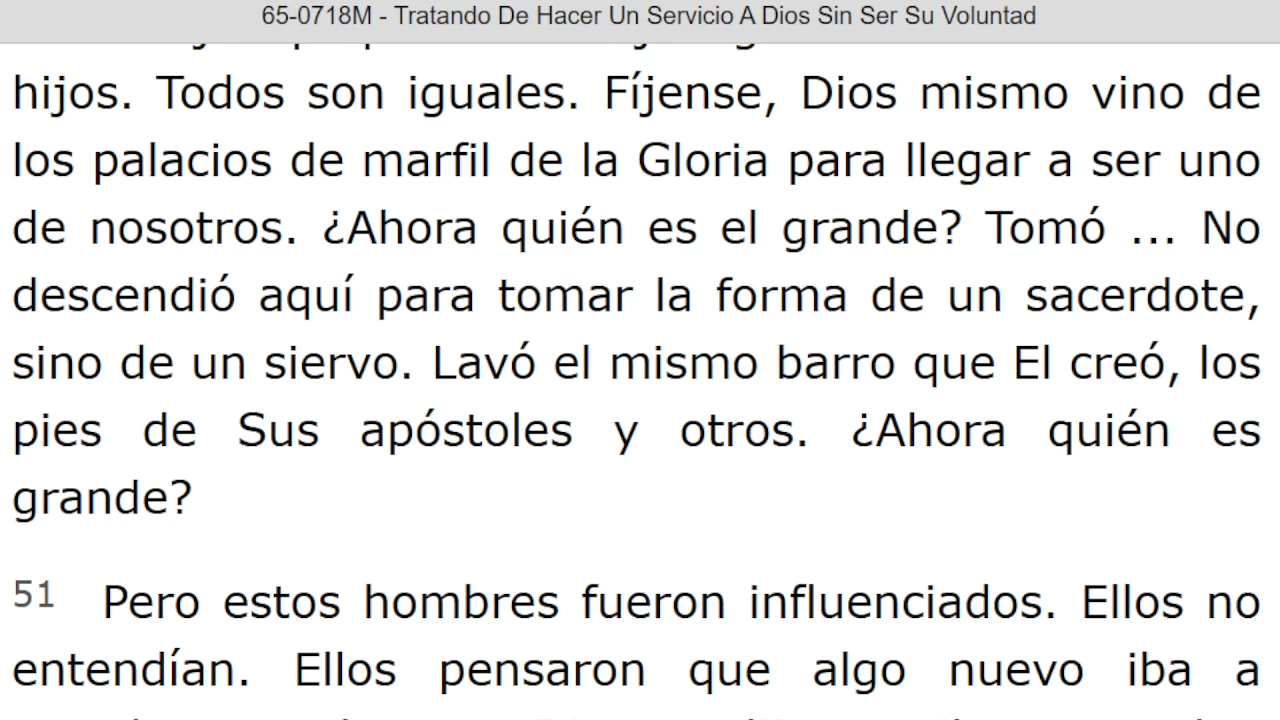 65-0718M - Tratando De Hacer Un Servicio A Dios Sin Ser Su Voluntad
hijos. Todos son iguales. Fíjense, Dios mismo vino de
los palacios de marfil de la Gloria para llegar a ser uno
de nosotros. ¿Ahora quién es el grande? Tomó ... No
descendió aquí para tomar la forma de un sacerdote,
sino de un siervo. Lavó el mismo barro que El creó, los
pies de Sus apóstoles y otros. ¿Ahora quién es
grande?
51 Pero estos hombres fueron influenciados. Ellos no
entendían. Ellos pensaron que algo nuevo iba a